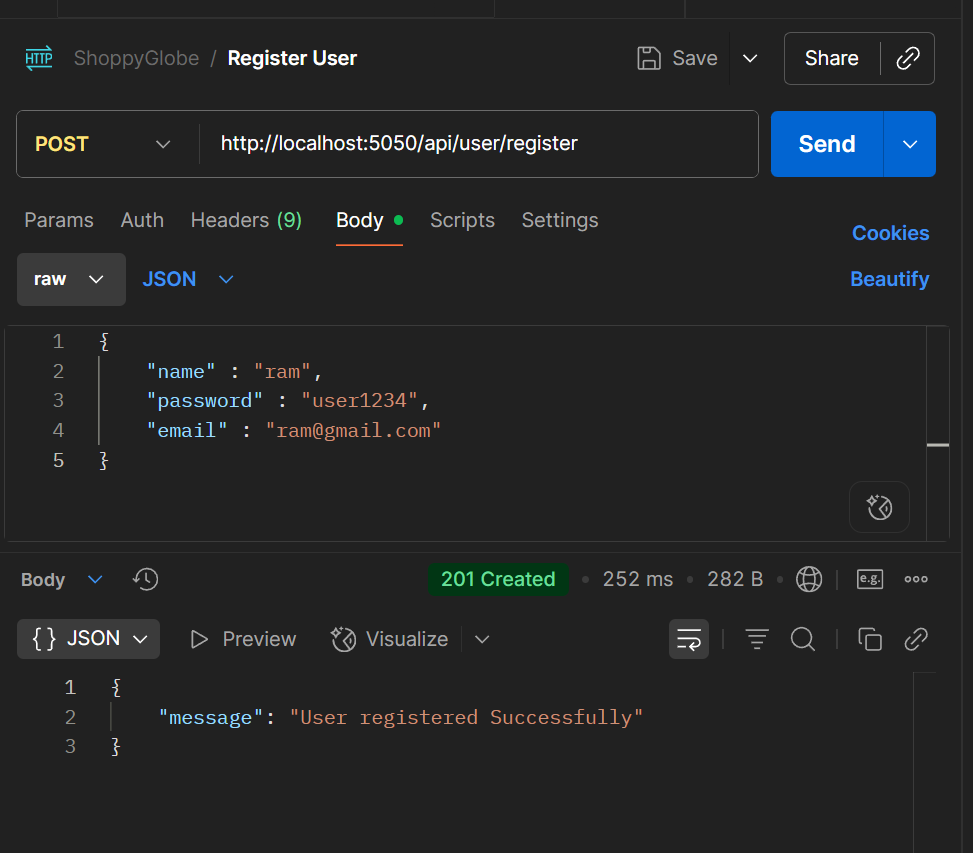 HTTP ShoppyGlobe / Register User Save Share
POST http://localhost:5050/api/user/register Send
Params Auth Headers (9) Body Scripts Settings Cookies
raw JSON Beautify
1 {
2 "name" : "ram",
3 "password" : "user1234",
4 "email" : "ram@gmail.com"
5 }
Body 201 Created 252 ms 282 B e.g.
{} JSON Preview Visualize
1 {
2 "message": "User registered Successfully"
3 }